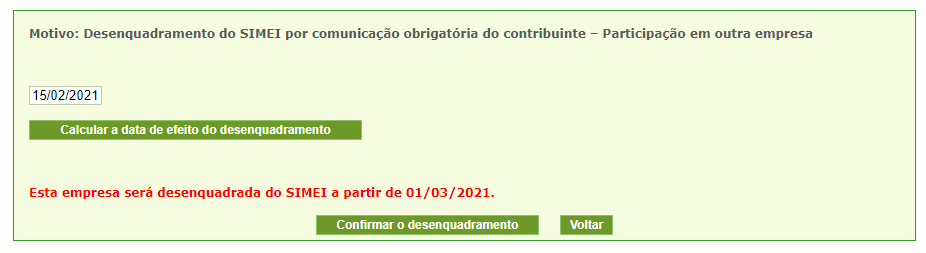 Motivo: Desenquadramento do SIMEI por comunicação obrigatória do contribuinte – Participação em outra empresa
15/02/2021
Calcular a data de efeito do desenquadramento
Esta empresa será desenquadrada do SIMEI a partir de 01/03/2021.
Confirmar o desenquadramento Voltar